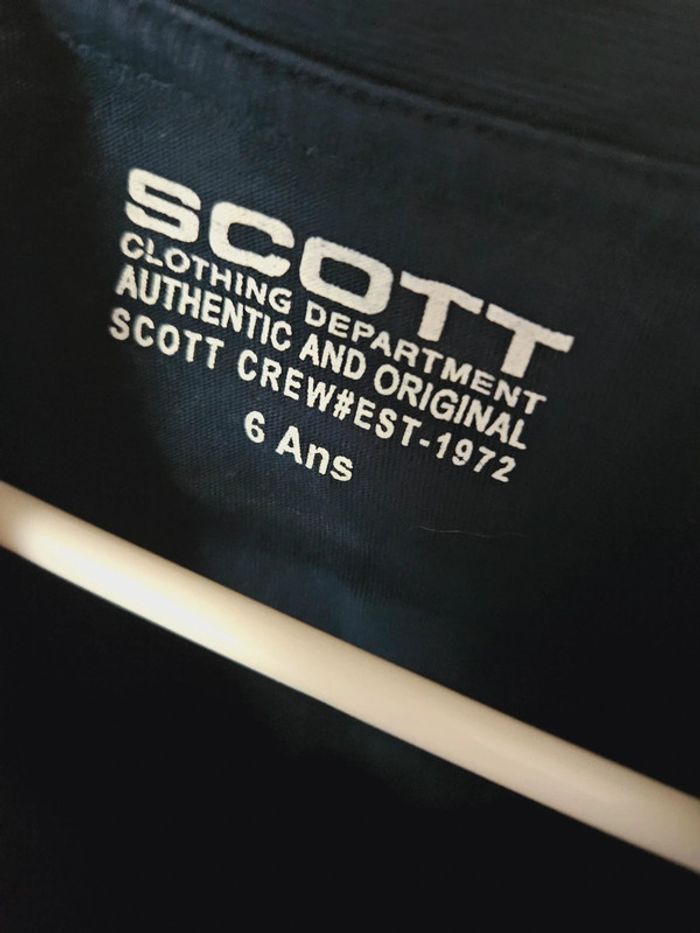 SCOTT
CLOTHING DEPARTMENT
AUTHENTIC AND ORIGINAL
SCOTT CREW#EST-1972
6 Ans